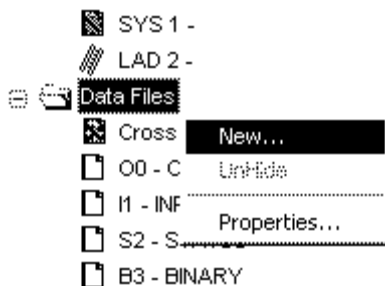 SYS 1 -
LAD 2 -
Data Files
Cross
New...
O0 - O
UnHide
I1 - INF
Properties...
S2 - S
B3 - BINARY